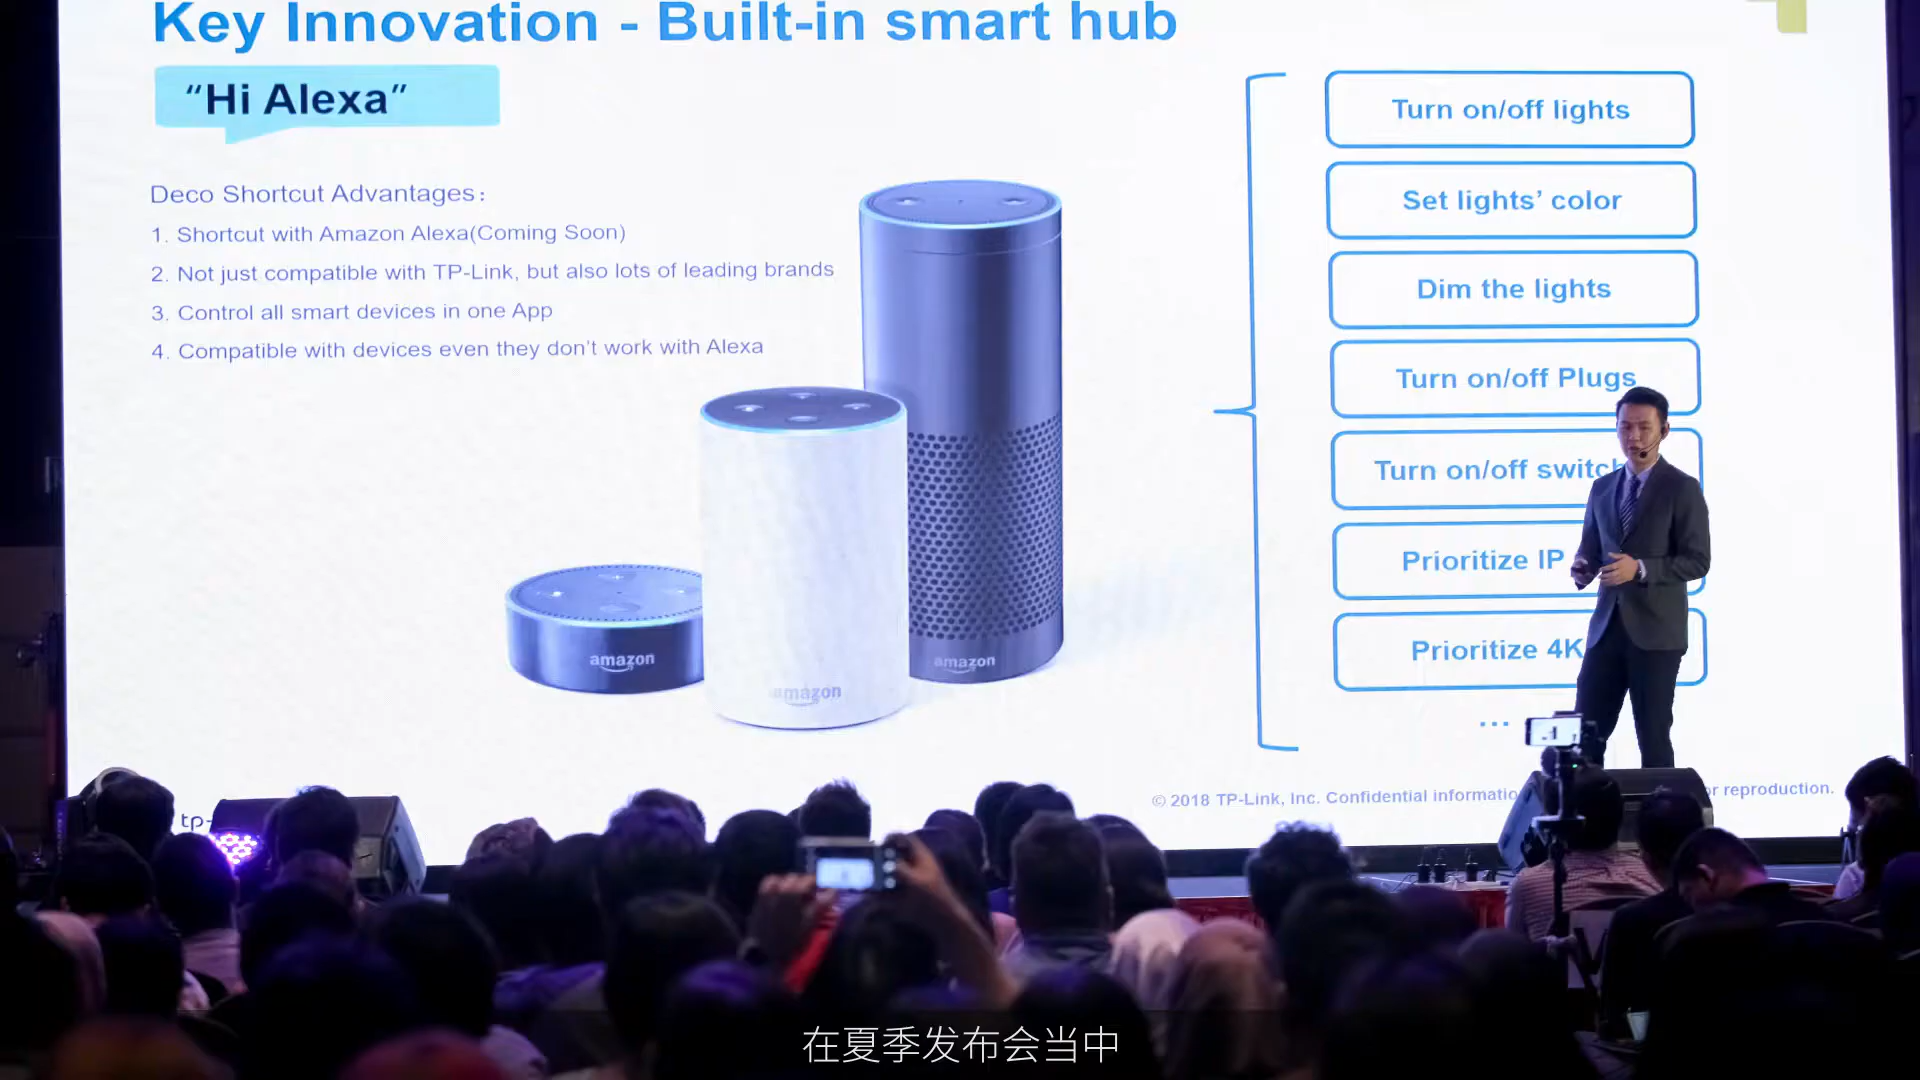 Key Innovation - Built-in smart hub
“Hi Alexa”
Deco Shortcut Advantages：
1. Shortcut with Amazon Alexa(Coming Soon)
2. Not just compatible with TP-Link, but also lots of leading brands
3. Control all smart devices in one App
4. Compatible with devices even they don’t work with Alexa
amazon
amazon
amazon
Turn on/off lights
Set lights’ color
Dim the lights
Turn on/off Plugs
Turn on/off switch
Prioritize IP
Prioritize 4K
...
© 2018 TP-Link, Inc. Confidential informatio
or reproduction.
tp-
在夏季发布会当中